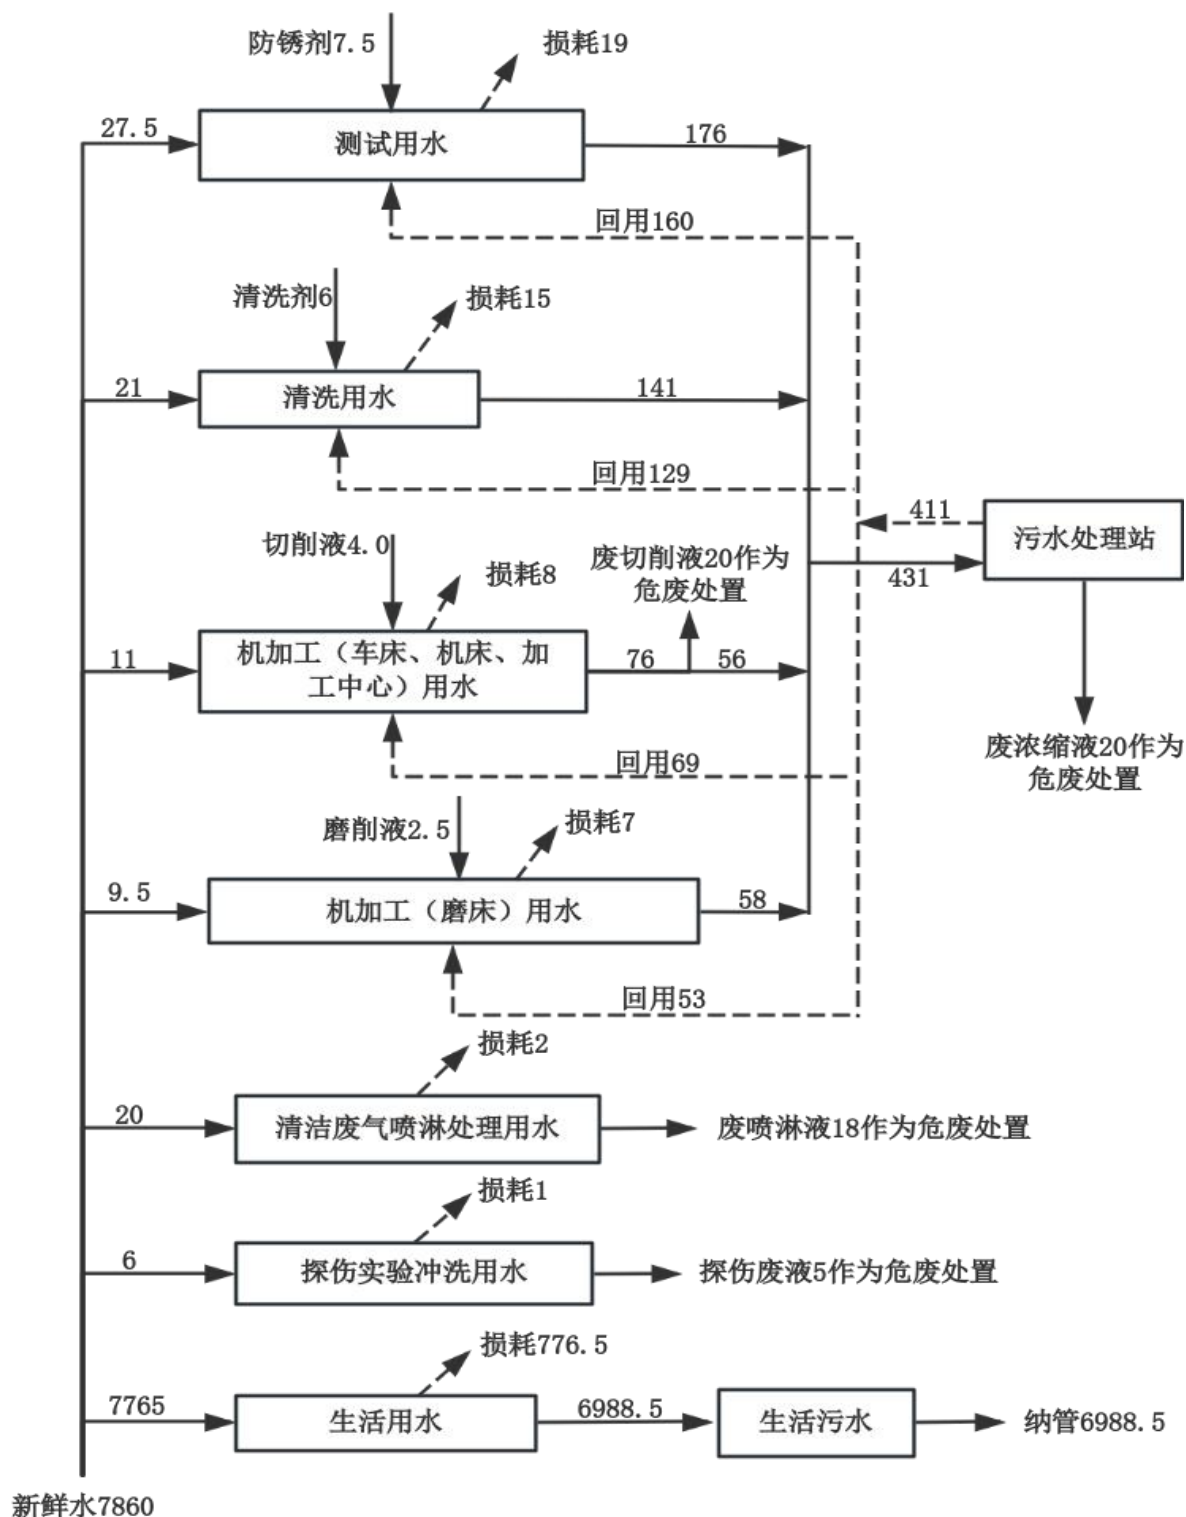 防锈剂7.5
损耗19
27.5
测试用水
176
回用160
清洗剂6
损耗15
21
清洗用水
141
回用129
411
污水处理站
431
切削液4.0
损耗8
废切削液20作为
危废处置
11
机加工（车床、机床、加
工中心）用水
76
56
废浓缩液20作为
危废处置
回用69
磨削液2.5
损耗7
9.5
机加工（磨床）用水
58
回用53
损耗2
20
清洁废气喷淋处理用水
废喷淋液18作为危废处置
损耗1
6
探伤实验冲洗用水
探伤废液5作为危废处置
损耗776.5
7765
生活用水
6988.5
生活污水
纳管6988.5
新鲜水7860